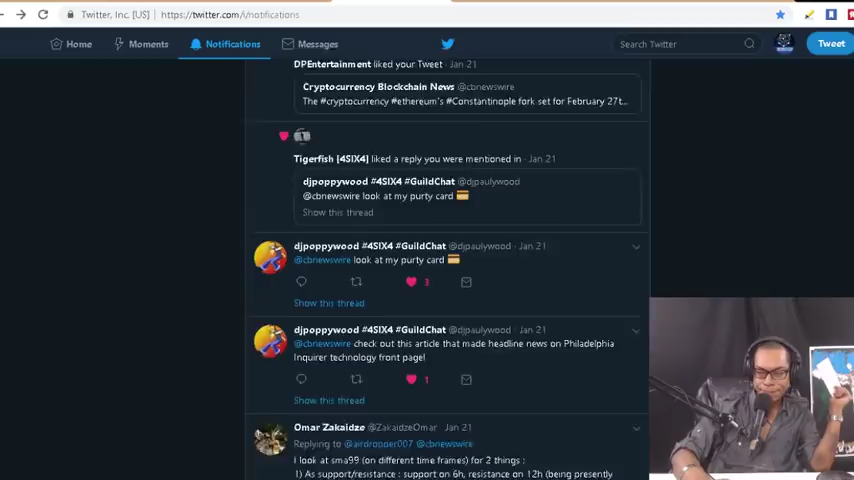 Twitter, Inc. [US] | https://twitter.com/i/notifications
Home Moments Notifications Messages Search Twitter Tweet
DPEntertainment liked your Tweet · Jan 21
Cryptocurrency Blockchain News @cbnewswire
The #cryptocurrency #ethereum's #Constantinople fork set for February 27t...
Tigerfish [4SIX4] liked a reply you were mentioned in · Jan 21
djpoppywood #4SIX4 #GuildChat @djpaulywood
@cbnewswire look at my purty card 💳
Show this thread
djpoppywood #4SIX4 #GuildChat @djpaulywood · Jan 21
@cbnewswire look at my purty card 💳
3
Show this thread
djpoppywood #4SIX4 #GuildChat @djpaulywood · Jan 21
@cbnewswire check out this article that made headline news on Philadelphia
Inquirer technology front page!
1
Show this thread
Omar Zakaidze @ZakaidzeOmar · Jan 21
Replying to @airdropper007 @cbnewswire
I look at sma99 (on different time frames) for 2 things :
1) As support/resistance : support on 6h, resistance on 12h (being presently